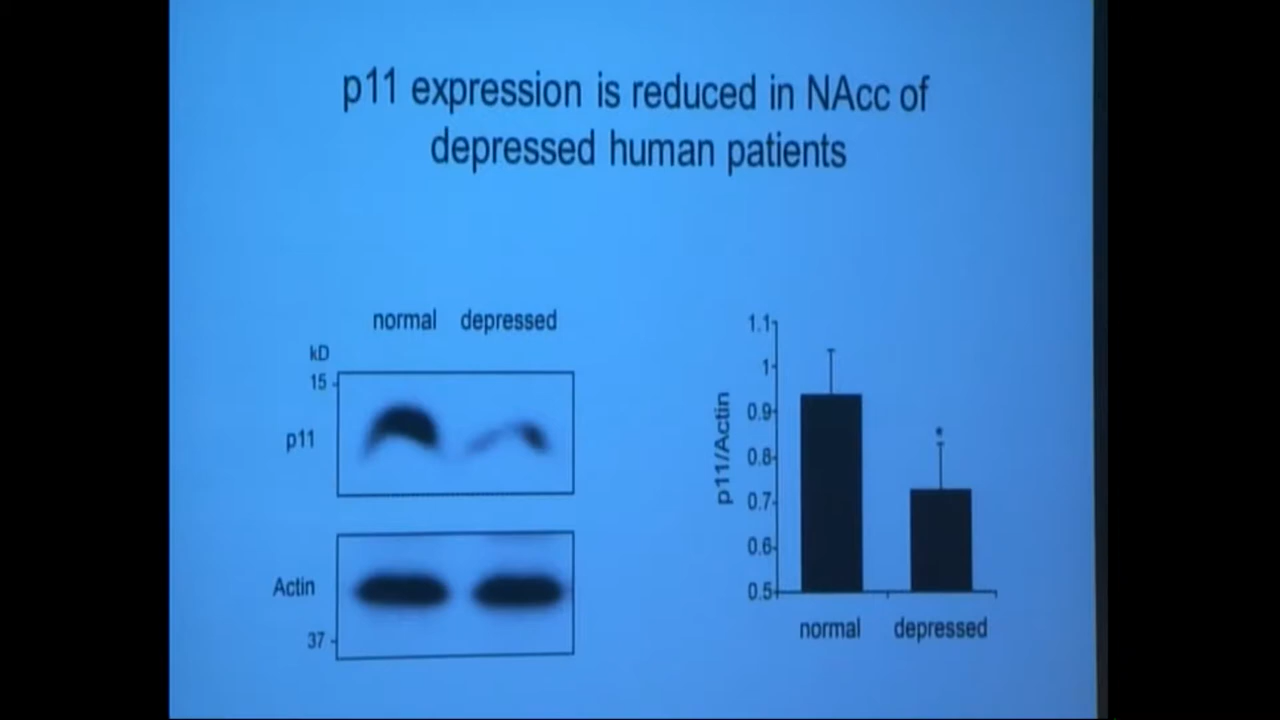 p11 expression is reduced in NAcc of
depressed human patients
normal depressed
kD
15
p11
Actin
37
1.1
1
0.9
0.8
0.7
0.6
0.5
p11/Actin
*
normal depressed